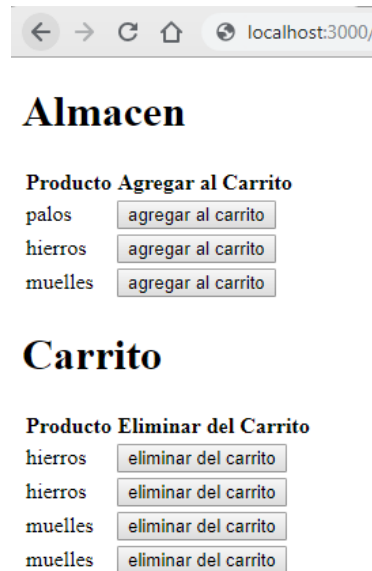 localhost:3000/
Almacen
Producto Agregar al Carrito
palos agregar al carrito
hierros agregar al carrito
muelles agregar al carrito
Carrito
Producto Eliminar del Carrito
hierros eliminar del carrito
hierros eliminar del carrito
muelles eliminar del carrito
muelles eliminar del carrito